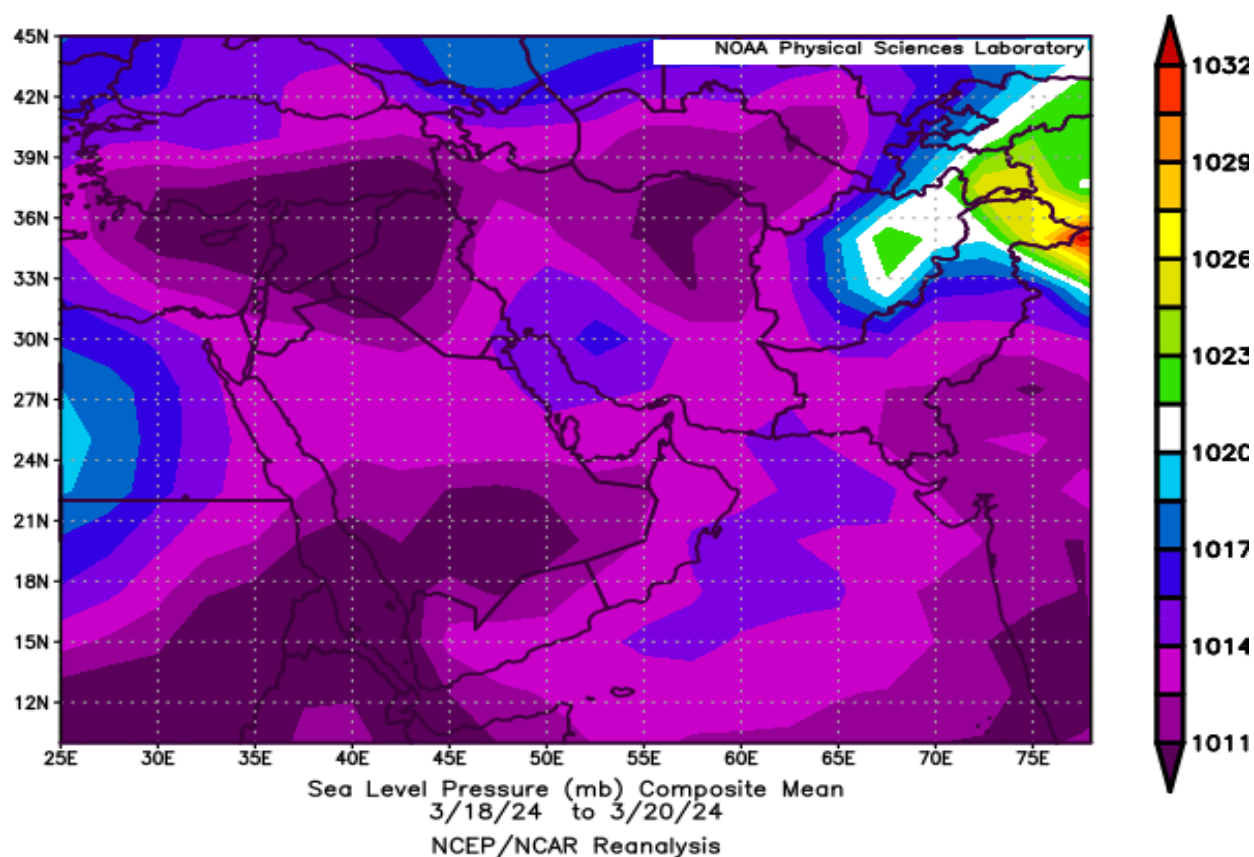 NOAA Physical Sciences Laboratory
45N
42N
39N
36N
33N
30N
27N
24N
21N
18N
15N
12N
25E 30E 35E 40E 45E 50E 55E 60E 65E 70E 75E
1032
1029
1026
1023
1020
1017
1014
1011
Sea Level Pressure (mb) Composite Mean
3/18/24 to 3/20/24
NCEP/NCAR Reanalysis